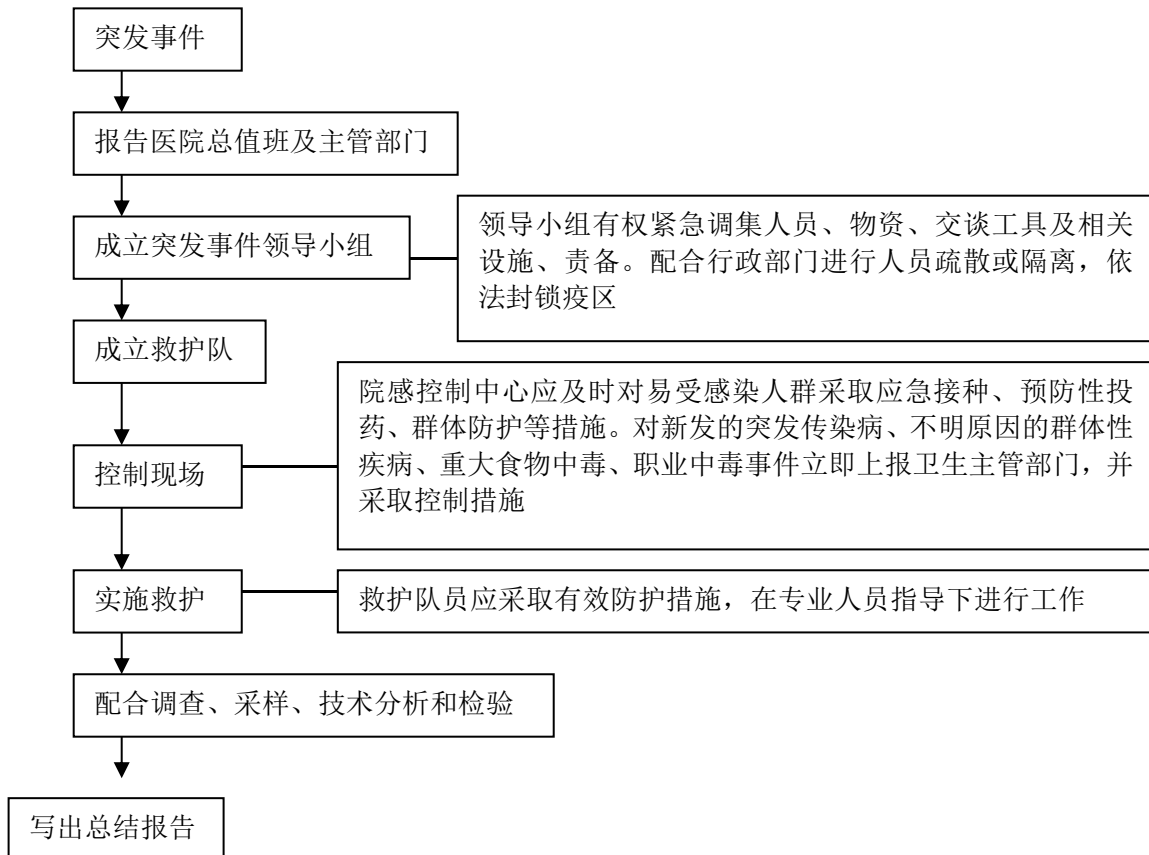 突发事件
报告医院总值班及主管部门
成立突发事件领导小组
领导小组有权紧急调集人员、物资、交谈工具及相关
设施、责备。配合行政部门进行人员疏散或隔离，依
法封锁疫区
成立救护队
控制现场
院感控制中心应及时对易受感染人群采取应急接种、预防性投
药、群体防护等措施。对新发的突发传染病、不明原因的群体性
疾病、重大食物中毒、职业中毒事件立即上报卫生主管部门，并
采取控制措施
实施救护
救护队员应采取有效防护措施，在专业人员指导下进行工作
配合调查、采样、技术分析和检验
写出总结报告